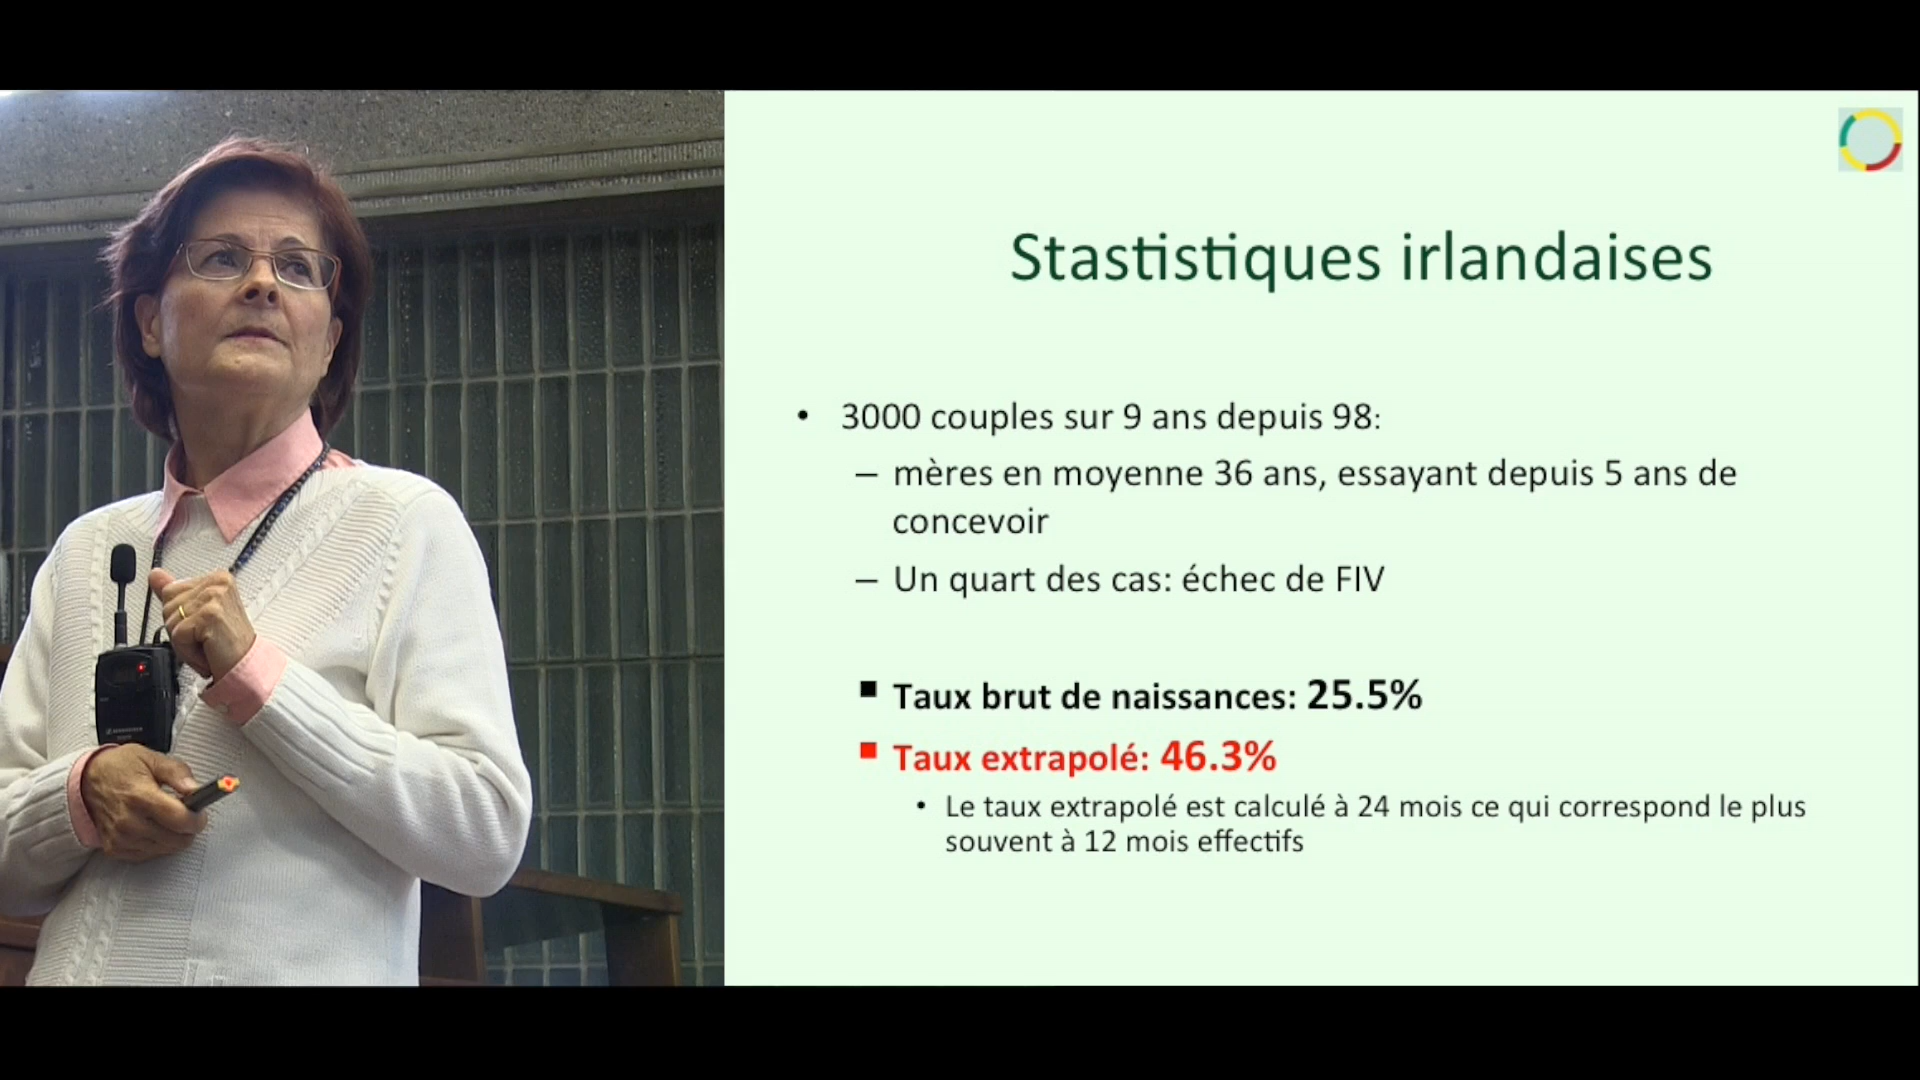 Stastistiques irlandaises
• 3000 couples sur 9 ans depuis 98:
– mères en moyenne 36 ans, essayant depuis 5 ans de
concevoir
– Un quart des cas: échec de FIV
▪ Taux brut de naissances: 25.5%
▪ Taux extrapolé: 46.3%
• Le taux extrapolé est calculé à 24 mois ce qui correspond le plus
souvent à 12 mois effectifs